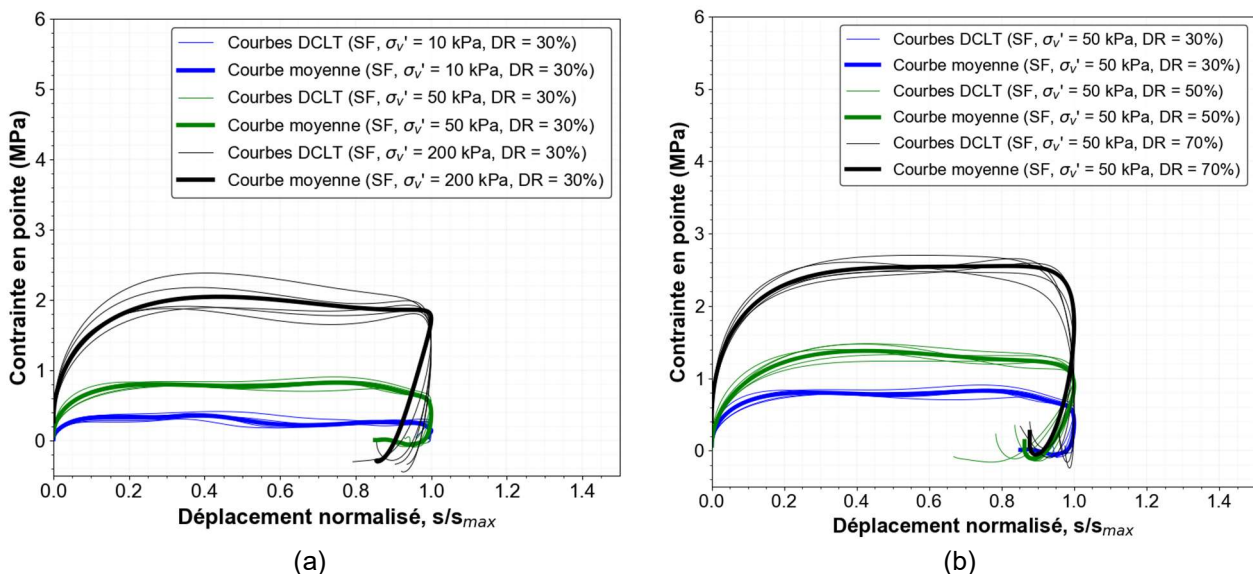 6
5
4
3
2
1
0
Contrainte en pointe (MPa)
Courbes DCLT (SF, σv' = 10 kPa, DR = 30%)
Courbe moyenne (SF, σv' = 10 kPa, DR = 30%)
Courbes DCLT (SF, σv' = 50 kPa, DR = 30%)
Courbe moyenne (SF, σv' = 50 kPa, DR = 30%)
Courbes DCLT (SF, σv' = 200 kPa, DR = 30%)
Courbe moyenne (SF, σv' = 200 kPa, DR = 30%)
0.0 0.2 0.4 0.6 0.8 1.0 1.2 1.4
Déplacement normalisé, s/smax
(a)
6
5
4
3
2
1
0
Contrainte en pointe (MPa)
Courbes DCLT (SF, σv' = 50 kPa, DR = 30%)
Courbe moyenne (SF, σv' = 50 kPa, DR = 30%)
Courbes DCLT (SF, σv' = 50 kPa, DR = 50%)
Courbe moyenne (SF, σv' = 50 kPa, DR = 50%)
Courbes DCLT (SF, σv' = 50 kPa, DR = 70%)
Courbe moyenne (SF, σv' = 50 kPa, DR = 70%)
0.0 0.2 0.4 0.6 0.8 1.0 1.2 1.4
Déplacement normalisé, s/smax
(b)